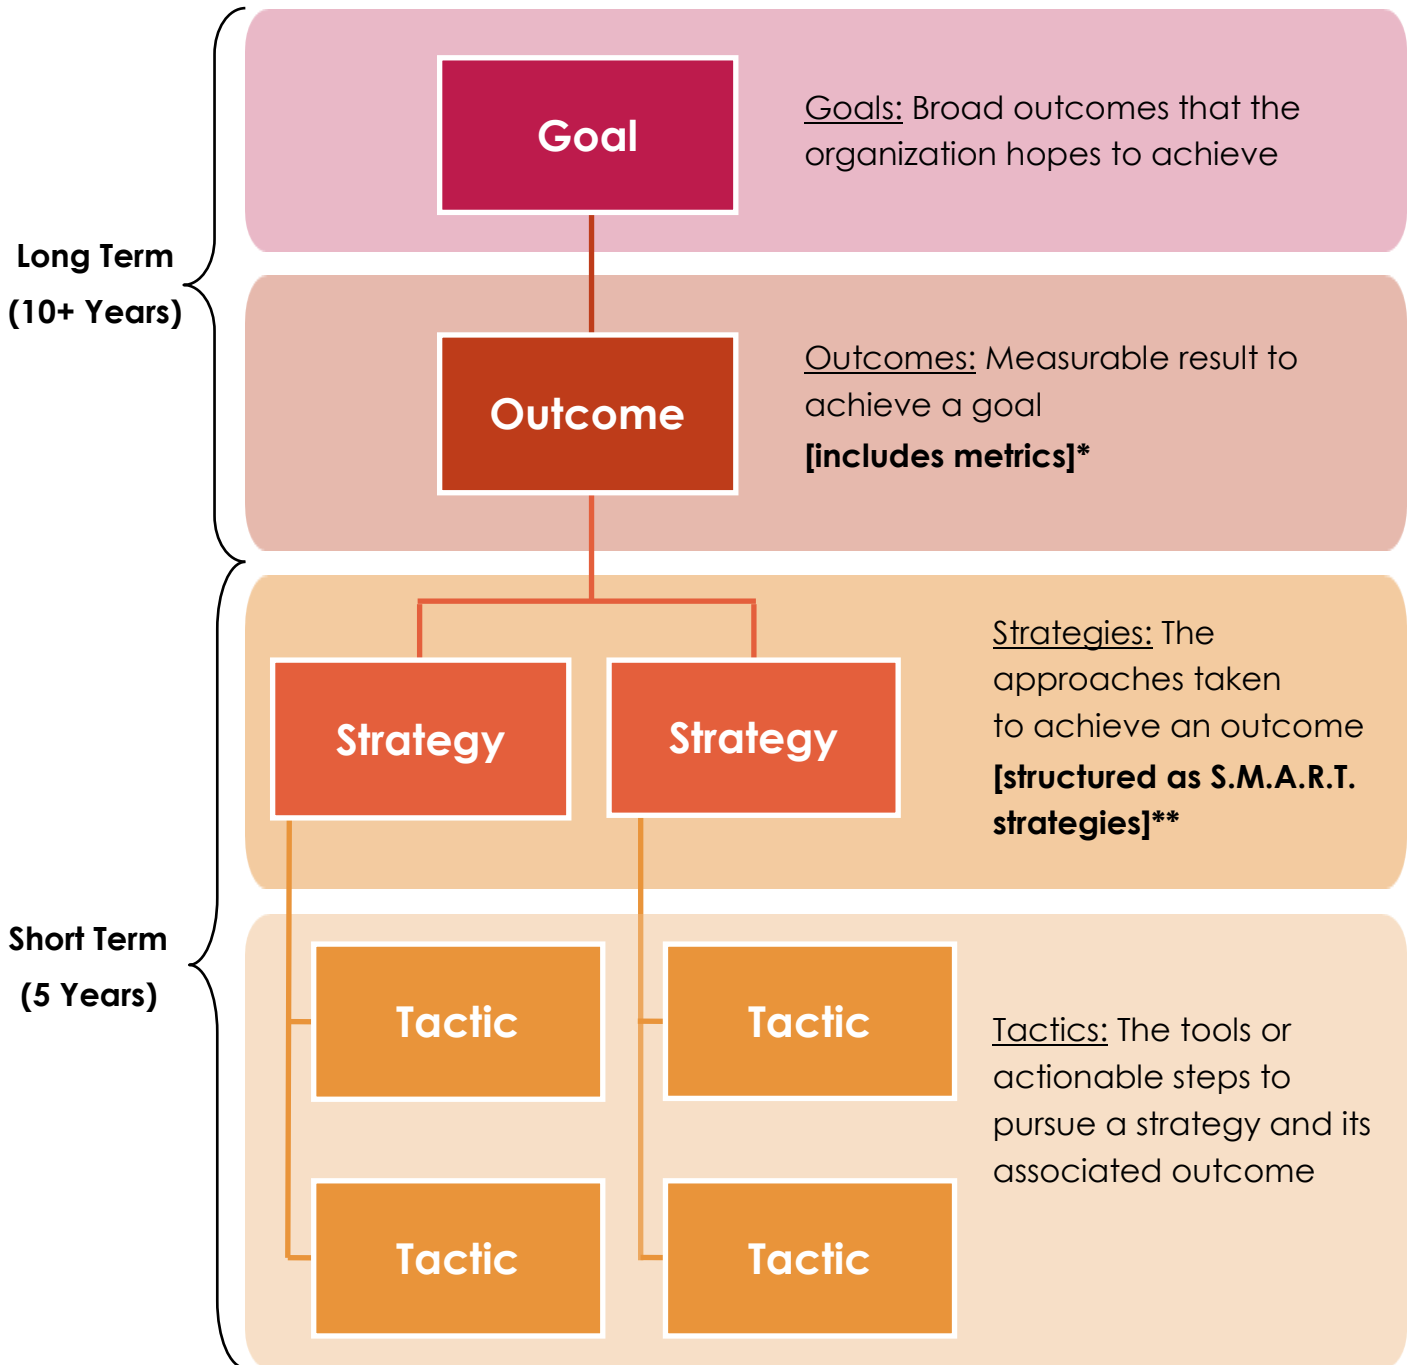 Goal
Goals: Broad outcomes that the
organization hopes to achieve
Long Term
(10+ Years)
Outcome
Outcomes: Measurable result to
achieve a goal
[includes metrics]*
Strategy
Strategy
Strategies: The
approaches taken
to achieve an outcome
[structured as S.M.A.R.T.
strategies]**
Short Term
(5 Years)
Tactic
Tactic
Tactics: The tools or
actionable steps to
pursue a strategy and its
associated outcome
Tactic
Tactic